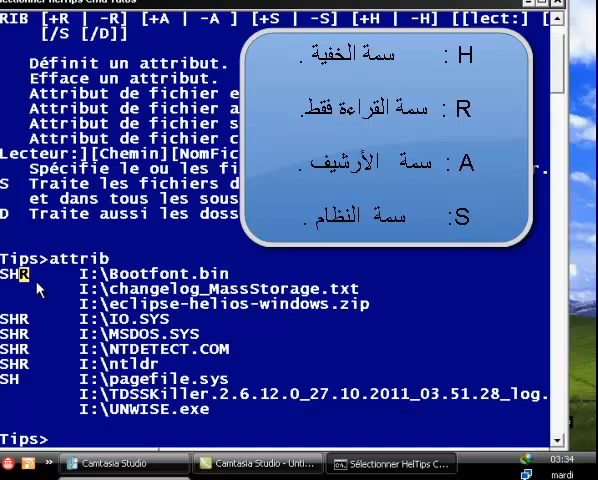 Sélectionner HelTips Cmd Tutos
RIB [+R | -R] [+A | -A ] [+S | -S] [+H | -H] [[lect:]
[/S [/D]]
Définit un attribut.
Efface un attribut.
Attribut de fichier e
Attribut de fichier a
Attribut de fichier s
Attribut de fichier c
Lecteur:][Chemin][NomFic
Spécifie le ou les fi
S Traite les fichiers d
et dans tous les sous
D Traite aussi les doss
H : سمة الخفية .
R : سمة القراءة فقط.
A : سمة الأرشيف .
S: سمة النظام .
Tips>attrib
SHR I:\Bootfont.bin
I:\changelog_MassStorage.txt
I:\eclipse-helios-windows.zip
SHR I:\IO.SYS
SHR I:\MSDOS.SYS
SHR I:\NTDETECT.COM
SHR I:\ntldr
SH I:\pagefile.sys
I:\TDSSKiller.2.6.12.0_27.10.2011_03.51.28_log.
I:\UNWISE.exe
Tips>
» Camtasia Studio Camtasia Studio - Unti... Sélectionner HelTips C... 03:34
mardi